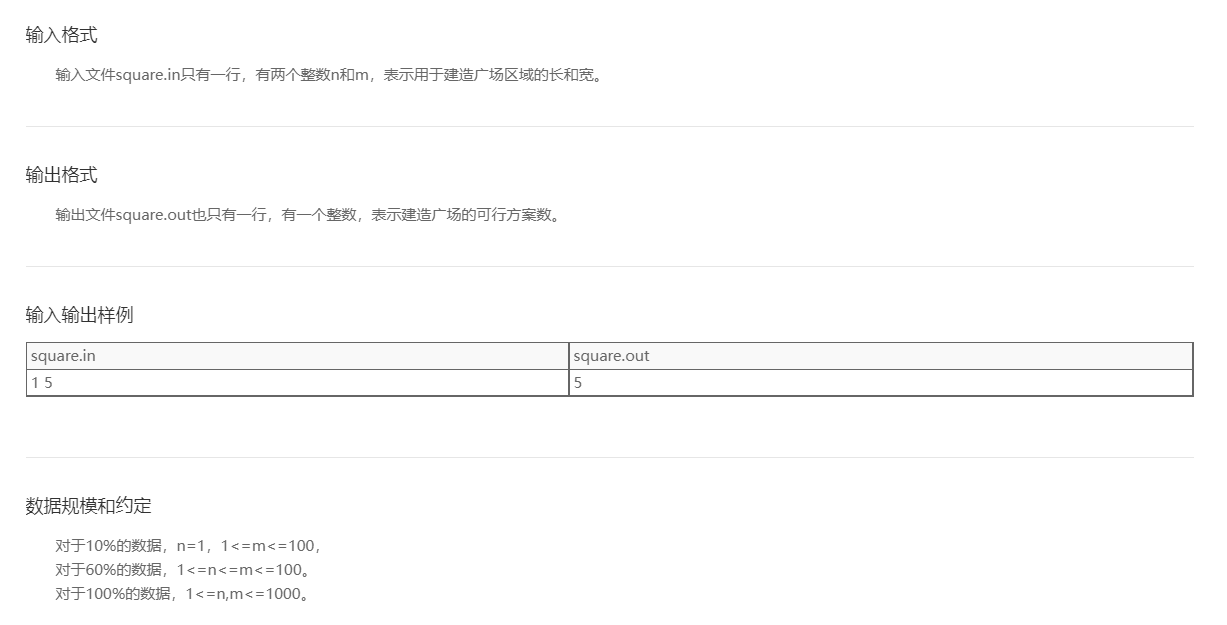 输入格式
输入文件square.in只有一行，有两个整数n和m，表示用于建造广场区域的长和宽。
输出格式
输出文件square.out也只有一行，有一个整数，表示建造广场的可行方案数。
输入输出样例
square.in square.out
1 5 5
数据规模和约定
对于10%的数据，n=1，1<=m<=100，
对于60%的数据，1<=n<=m<=100。
对于100%的数据，1<=n,m<=1000。